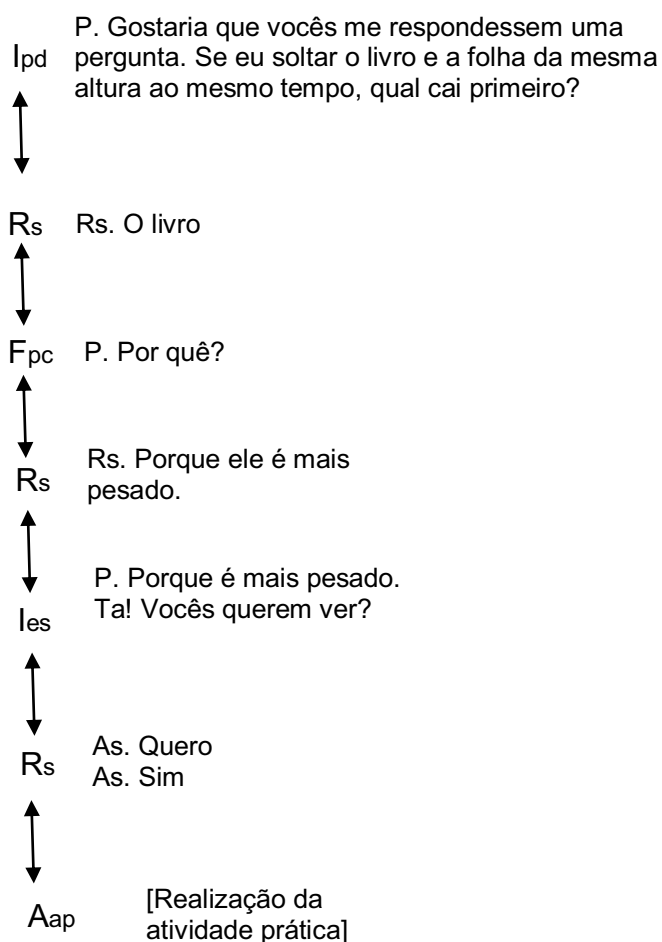 P. Gostaria que vocês me respondessem uma
Ipd pergunta. Se eu soltar o livro e a folha da mesma
altura ao mesmo tempo, qual cai primeiro?
Rs Rs. O livro
Fpc P. Por quê?
Rs. Porque ele é mais
Rs pesado.
P. Porque é mais pesado.
Ies Ta! Vocês querem ver?
As. Quero
Rs As. Sim
[Realização da
Aap atividade prática]